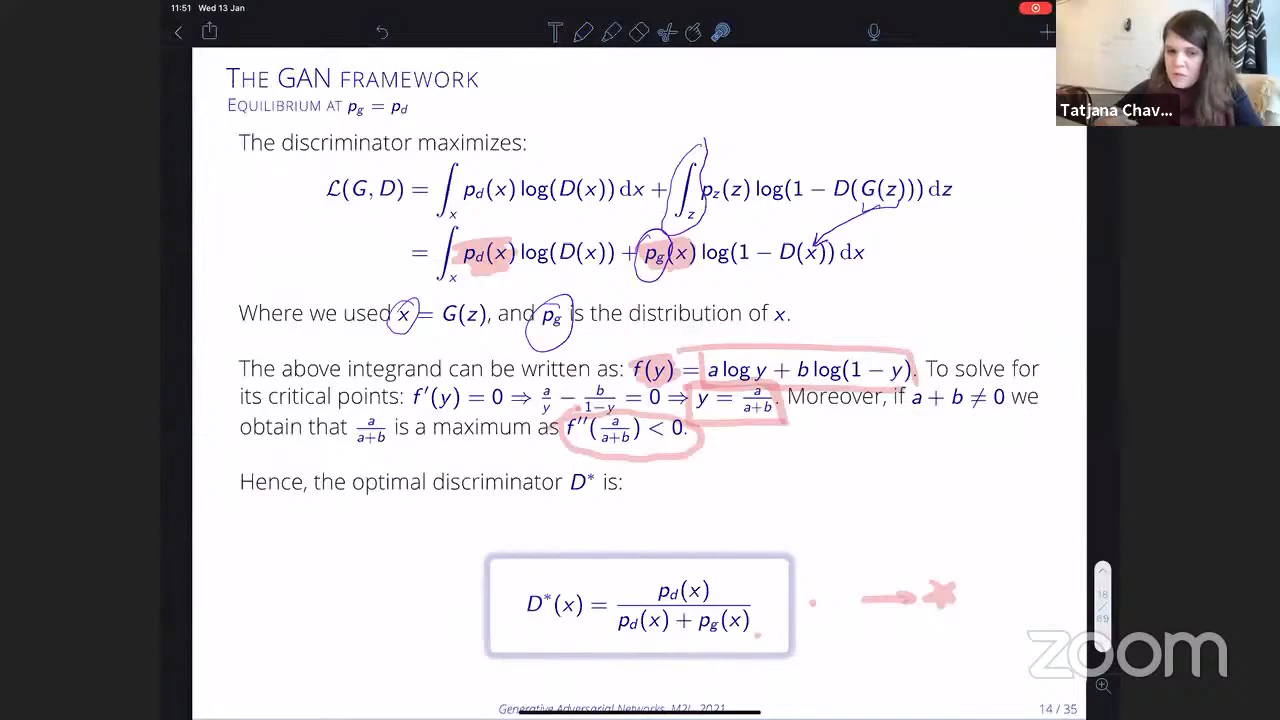 11:51 Wed 13 Jan
Tatjana Chav...
THE GAN FRAMEWORK
EQUILIBRIUM AT p_g = p_d
The discriminator maximizes:
L(G, D) = ∫_x p_d(x) log(D(x)) dx + ∫_z p_z(z) log(1 − D(G(z))) dz
= ∫_x p_d(x) log(D(x)) + p_g(x) log(1 − D(x)) dx
Where we used x = G(z), and p_g is the distribution of x.
The above integrand can be written as: f(y) = a log y + b log(1 − y). To solve for
its critical points: f′(y) = 0 ⇒ a/y − b/(1−y) = 0 ⇒ y = a/(a+b). Moreover, if a + b ≠ 0 we
obtain that a/(a+b) is a maximum as f″(a/(a+b)) < 0.
Hence, the optimal discriminator D* is:
D*(x) = p_d(x) / (p_d(x) + p_g(x))
18
/
69
zoom
Generative Adversarial Networks, M2L, 2021
14 / 35